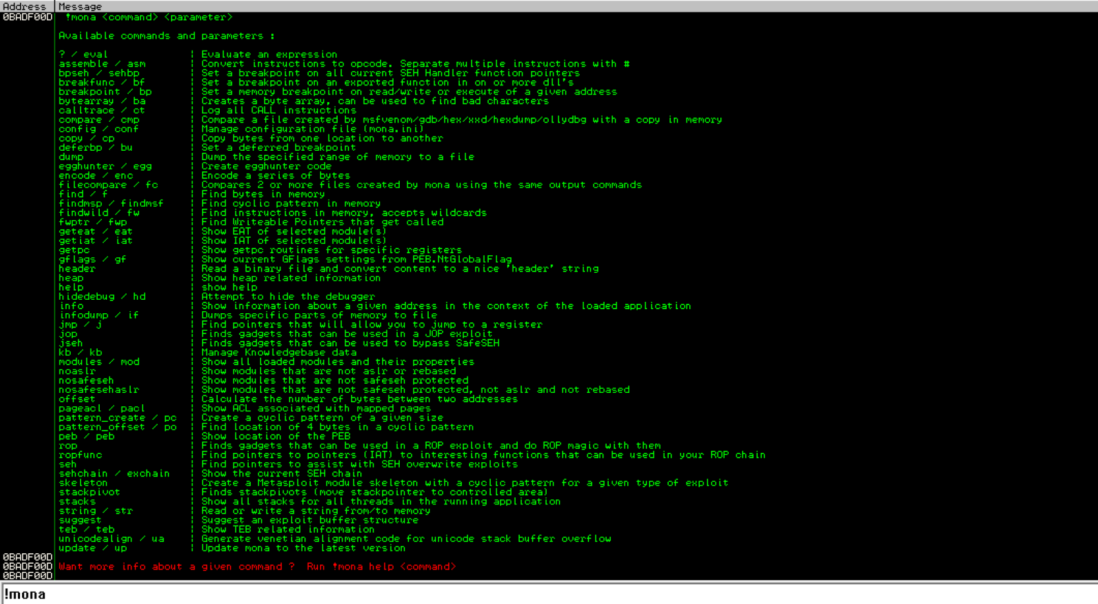 Address Message
0BADF00D !mona <command> <parameter>
Available commands and parameters :
? / eval | Evaluate an expression
assemble / asm | Convert instructions to opcode. Separate multiple instructions with #
bpseh / sehbp | Set a breakpoint on all current SEH Handler function pointers
breakfunc / bf | Set a breakpoint on an exported function in on or more dll's
breakpoint / bp | Set a memory breakpoint on read/write or execute of a given address
bytearray / ba | Creates a byte array, can be used to find bad characters
calltrace / ct | Log all CALL instructions
compare / cmp | Compare a file created by msfvenom/gdb/hex/xxd/hexdump/ollydbg with a copy in memory
config / conf | Manage configuration file (mona.ini)
copy / cp | Copy bytes from one location to another
deferbp / bu | Set a deferred breakpoint
dump | Dump the specified range of memory to a file
egghunter / egg | Create egghunter code
encode / enc | Encode a series of bytes
filecompare / fc | Compares 2 or more files created by mona using the same output commands
find / f | Find bytes in memory
findmsp / findmsf | Find cyclic pattern in memory
findwild / fw | Find instructions in memory, accepts wildcards
fwptr / fwp | Find Writeable Pointers that get called
geteat / eat | Show EAT of selected module(s)
getiat / iat | Show IAT of selected module(s)
getpc | Show getpc routines for specific registers
gflags / gf | Show current GFlags settings from PEB.NtGlobalFlag
header | Read a binary file and convert content to a nice 'header' string
heap | Show heap related information
help | show help
hidedebug / hd | Attempt to hide the debugger
info | Show information about a given address in the context of the loaded application
infodump / if | Dumps specific parts of memory to file
jmp / j | Find pointers that will allow you to jump to a register
jop | Finds gadgets that can be used in a JOP exploit
jseh | Finds gadgets that can be used to bypass SafeSEH
kb / kb | Manage Knowledgebase data
modules / mod | Show all loaded modules and their properties
noaslr | Show modules that are not aslr or rebased
nosafeseh | Show modules that are not safeseh protected
nosafesehaslr | Show modules that are not safeseh protected, not aslr and not rebased
offset | Calculate the number of bytes between two addresses
pageacl / pacl | Show ACL associated with mapped pages
pattern_create / pc | Create a cyclic pattern of a given size
pattern_offset / po | Find location of 4 bytes in a cyclic pattern
peb / peb | Show location of the PEB
rop | Finds gadgets that can be used in a ROP exploit and do ROP magic with them
ropfunc | Find pointers to pointers (IAT) to interesting functions that can be used in your ROP chain
seh | Find pointers to assist with SEH overwrite exploits
sehchain / exchain | Show the current SEH chain
skeleton | Create a Metasploit module skeleton with a cyclic pattern for a given type of exploit
stackpivot | Finds stackpivots (move stackpointer to controlled area)
stacks | Show all stacks for all threads in the running application
string / str | Read or write a string from/to memory
suggest | Suggest an exploit buffer structure
teb / teb | Show TEB related information
unicodealign / ua | Generate venetian alignment code for unicode stack buffer overflow
update / up | Update mona to the latest version
0BADF00D
0BADF00D Want more info about a given command ? Run !mona help <command>
0BADF00D
!mona